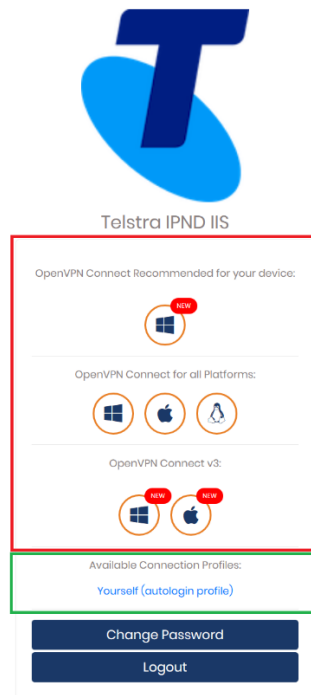 T
Telstra IPND IIS
OpenVPN Connect Recommended for your device:
NEW
OpenVPN Connect for all Platforms:
OpenVPN Connect v3:
NEW NEW
Available Connection Profiles:
Yourself (autologin profile)
Change Password
Logout